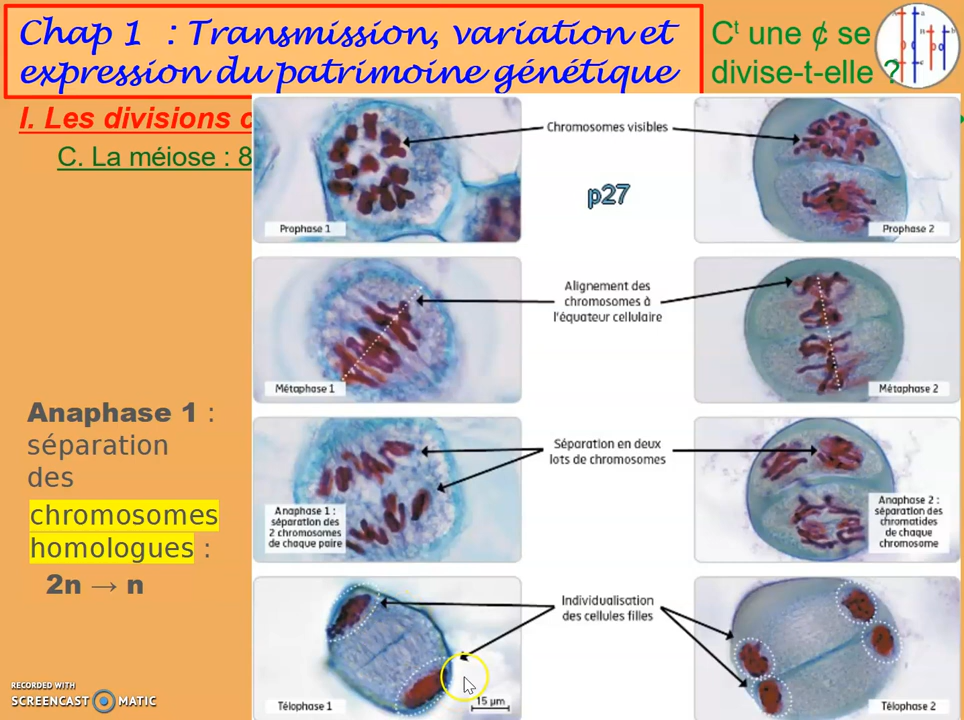 Chap 1 : Transmission, variation et
expression du patrimoine génétique
Cᵗ une ¢ se
divise-t-elle ?
I. Les divisions c
C. La méiose : 8
Chromosomes visibles
p27
Prophase 1
Prophase 2
Alignement des
chromosomes à
l'équateur cellulaire
Métaphase 1
Métaphase 2
Anaphase 1 :
séparation
des
chromosomes
homologues :
2n → n
Séparation en deux
lots de chromosomes
Anaphase 1 :
séparation des
2 chromosomes
de chaque paire
Anaphase 2 :
séparation des
chromatides
de chaque
chromosome
Individualisation
des cellules filles
Télophase 1
15 µm
Télophase 2
RECORDED WITH
SCREENCAST MATIC